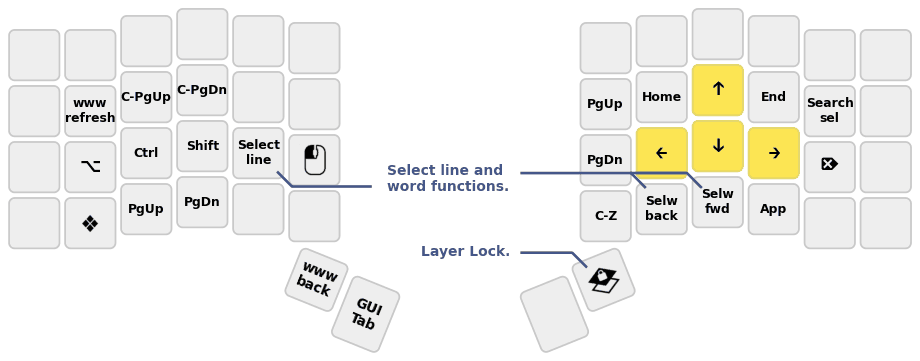 C-PgUp
C-PgDn
www
refresh
PgUp
Home
↑
End
Search
sel
⌥
Ctrl
Shift
Select
line
Select line and
word functions.
PgDn
←
↓
→
❖
PgUp
PgDn
C-Z
Selw
back
Selw
fwd
App
www
back
GUI
Tab
Layer Lock.